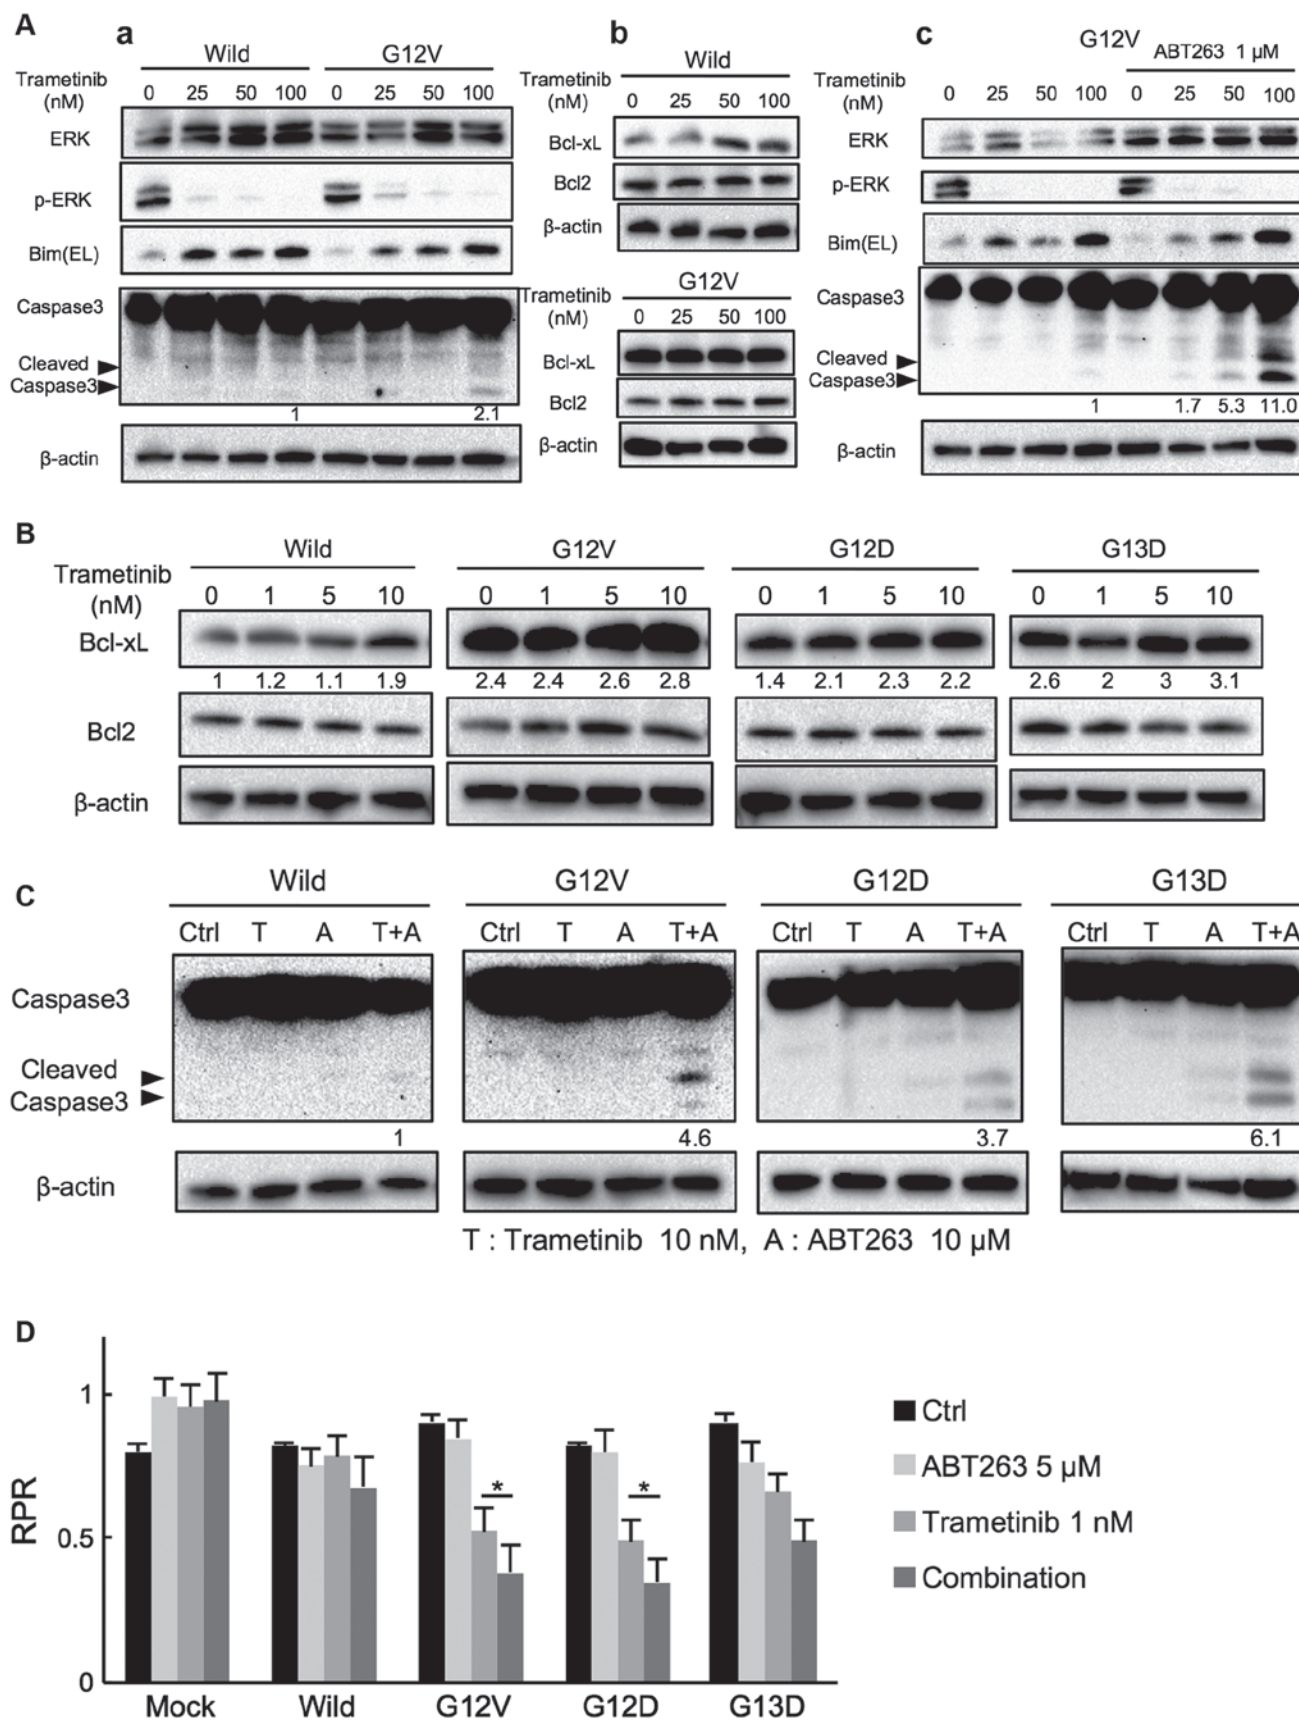 A
a
Wild G12V
Trametinib (nM) 0 25 50 100 0 25 50 100
ERK
p-ERK
Bim(EL)
Caspase3
Cleaved
Caspase3
1 2.1
β-actin
b
Wild
Trametinib (nM) 0 25 50 100
Bcl-xL
Bcl2
β-actin
G12V
Trametinib (nM) 0 25 50 100
Bcl-xL
Bcl2
β-actin
c
G12V
ABT263 1 μM
Trametinib (nM) 0 25 50 100 0 25 50 100
ERK
p-ERK
Bim(EL)
Caspase3
Cleaved
Caspase3
1 1.7 5.3 11.0
β-actin
B
Wild G12V G12D G13D
Trametinib (nM) 0 1 5 10 0 1 5 10 0 1 5 10 0 1 5 10
Bcl-xL
1 1.2 1.1 1.9 2.4 2.4 2.6 2.8 1.4 2.1 2.3 2.2 2.6 2 3 3.1
Bcl2
β-actin
C
Wild G12V G12D G13D
Ctrl T A T+A Ctrl T A T+A Ctrl T A T+A Ctrl T A T+A
Caspase3
Cleaved
Caspase3
1 4.6 3.7 6.1
β-actin
T : Trametinib 10 nM, A : ABT263 10 μM
D
RPR
1
0.5
0
* *
Mock Wild G12V G12D G13D
Ctrl
ABT263 5 μM
Trametinib 1 nM
Combination